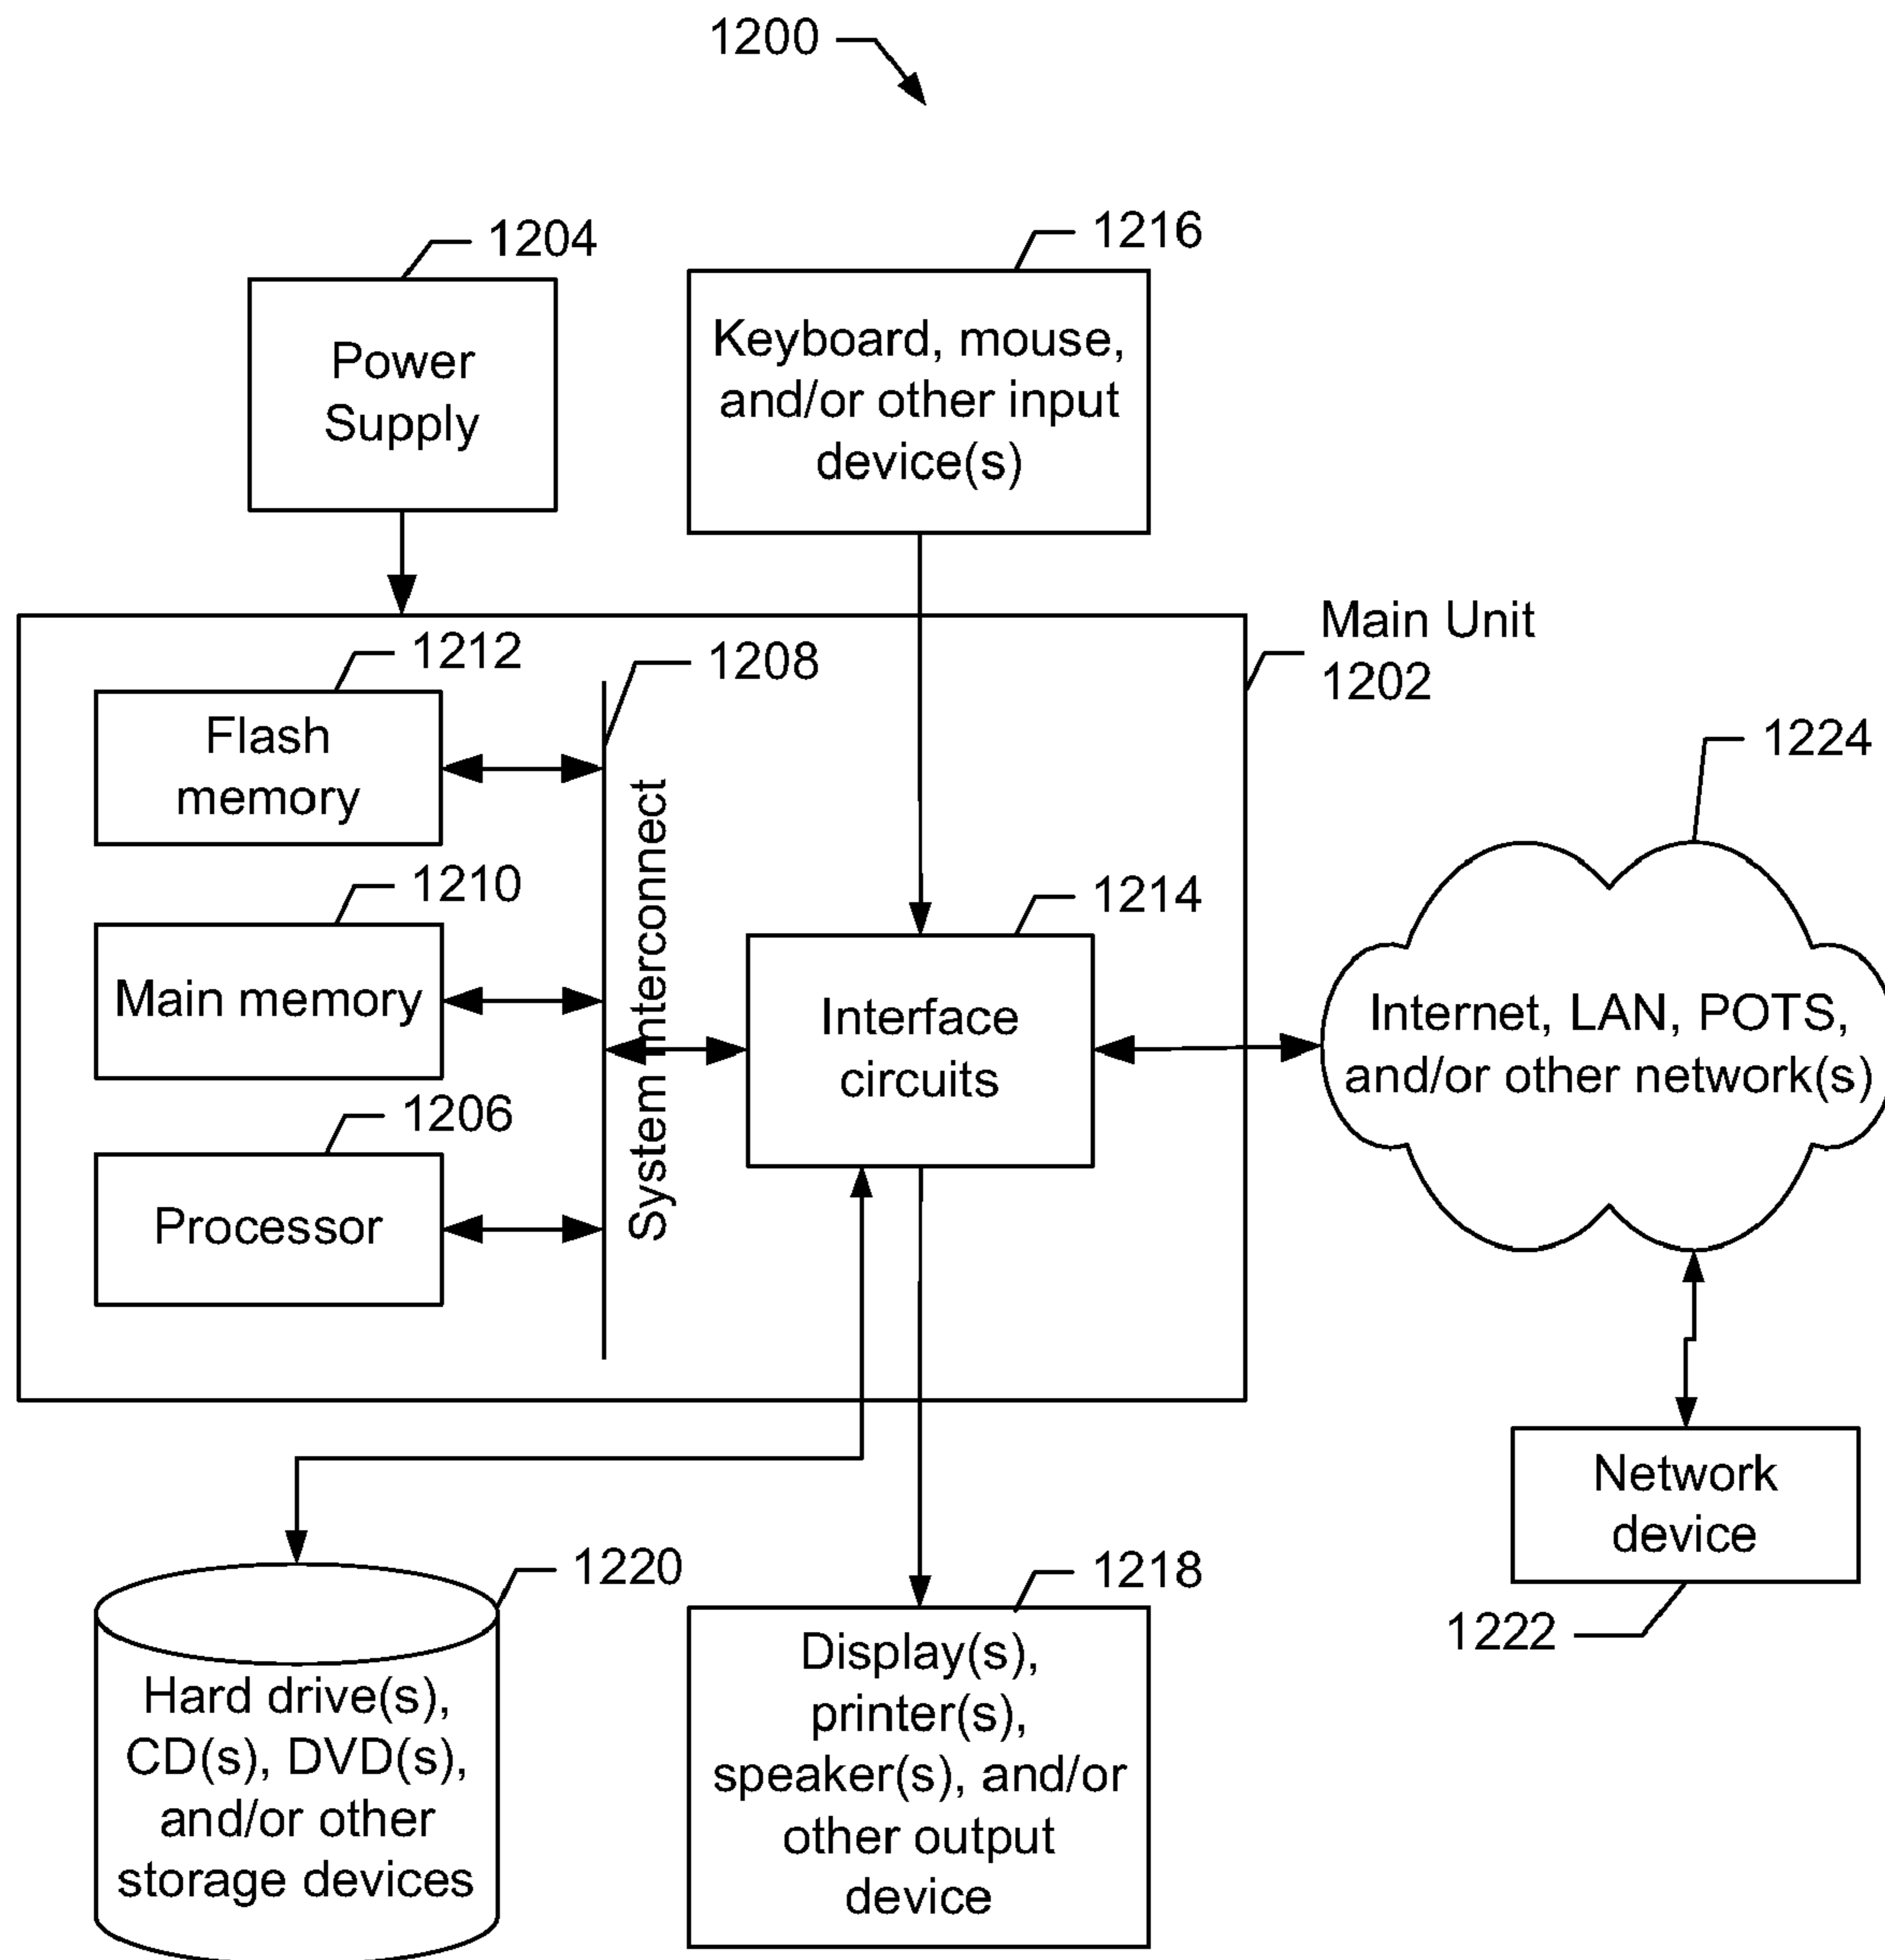 1200
1204
Power
Supply
1216
Keyboard, mouse,
and/or other input
device(s)
Main Unit
1202
1212
Flash
memory
1208
System Interconnect
1210
Main memory
1206
Processor
1214
Interface
circuits
1224
Internet, LAN, POTS,
and/or other network(s)
Network
device
1222
1220
Hard drive(s),
CD(s), DVD(s),
and/or other
storage devices
1218
Display(s),
printer(s),
speaker(s), and/or
other output
device